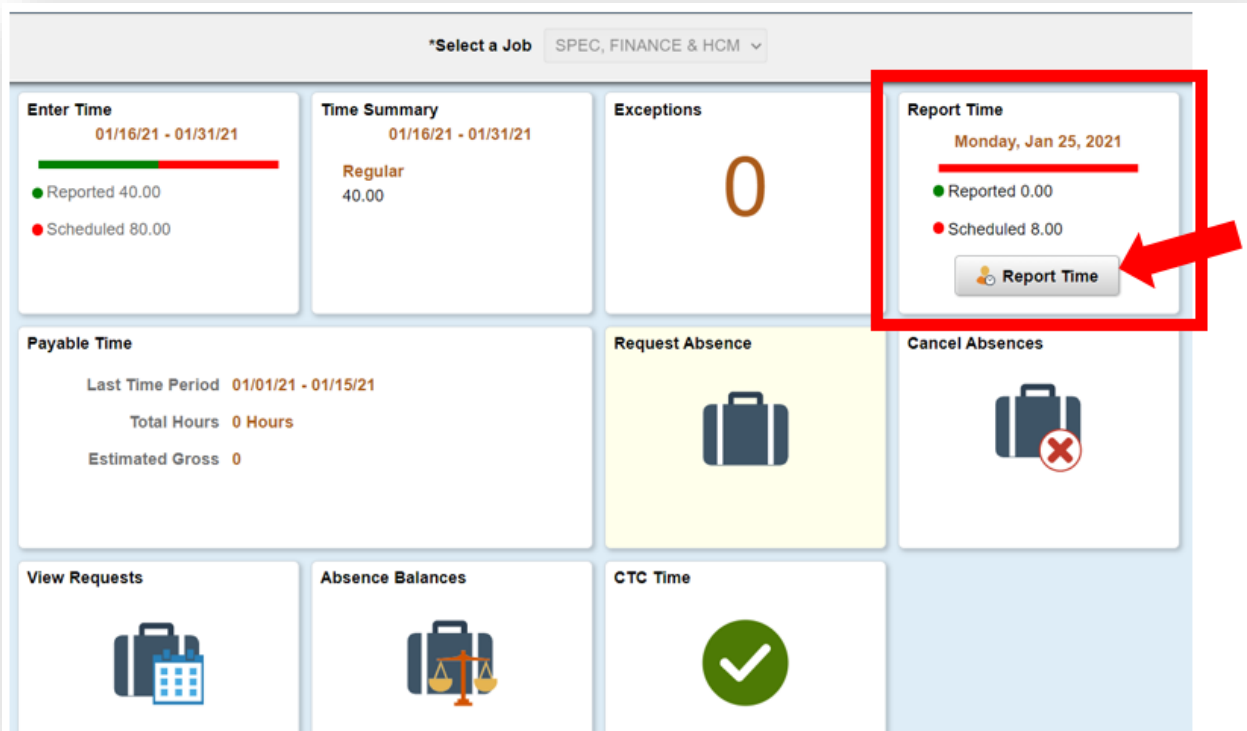 *Select a Job SPEC, FINANCE & HCM
Enter Time
01/16/21 - 01/31/21
Reported 40.00
Scheduled 80.00
Time Summary
01/16/21 - 01/31/21
Regular
40.00
Exceptions
0
Report Time
Monday, Jan 25, 2021
Reported 0.00
Scheduled 8.00
Report Time
Payable Time
Last Time Period 01/01/21 - 01/15/21
Total Hours 0 Hours
Estimated Gross 0
Request Absence
Cancel Absences
View Requests
Absence Balances
CTC Time